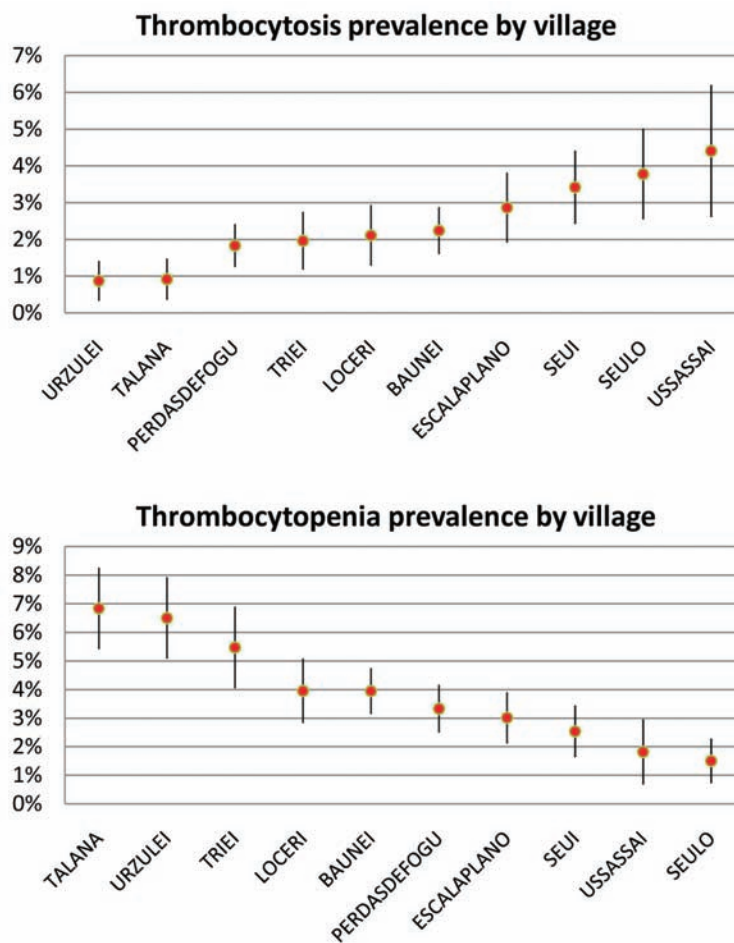 Thrombocytosis prevalence by village
7%
6%
5%
4%
3%
2%
1%
0%
URZULEI
TALANA
PERDASDEFOGU
TRIEI
LOCERI
BAUNEI
ESCALAPLANO
SEUI
SEULO
USSASSAI
Thrombocytopenia prevalence by village
9%
8%
7%
6%
5%
4%
3%
2%
1%
0%
TALANA
URZULEI
TRIEI
LOCERI
BAUNEI
PERDASDEFOGU
ESCALAPLANO
SEUI
USSASSAI
SEULO